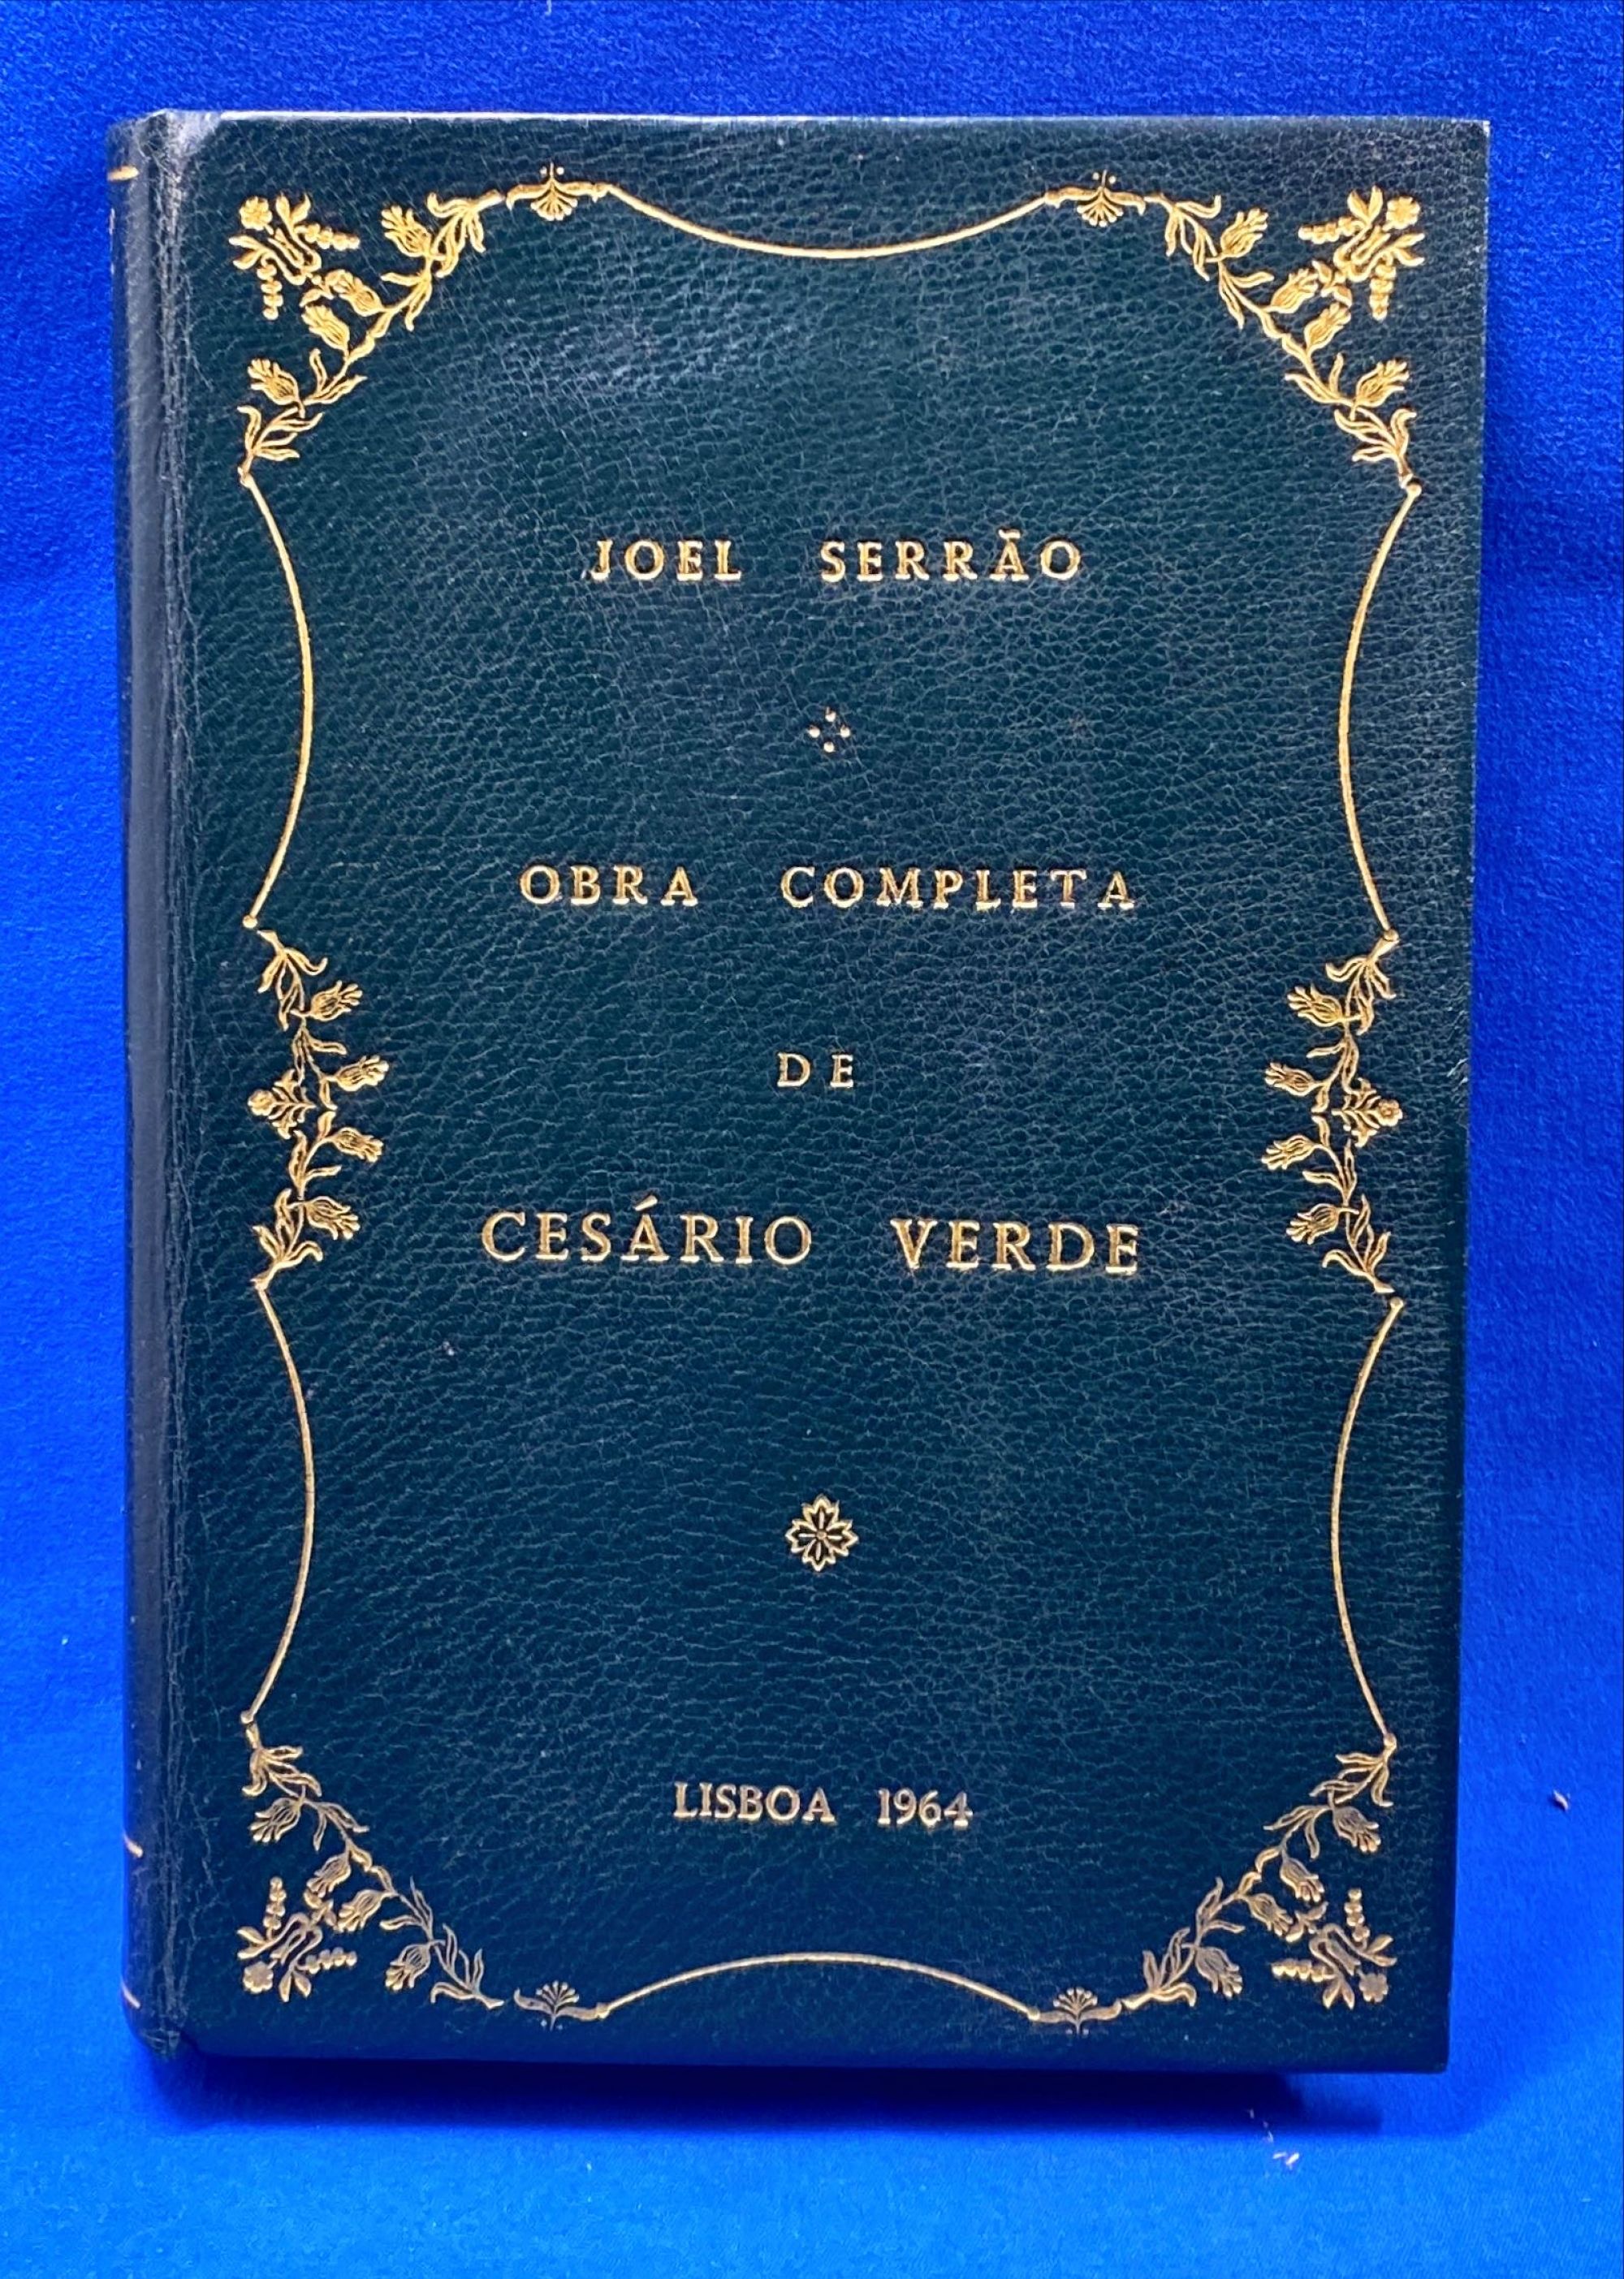 JOEL SERRÃO
OBRA COMPLETA
DE
CESÁRIO VERDE
LISBOA 1964